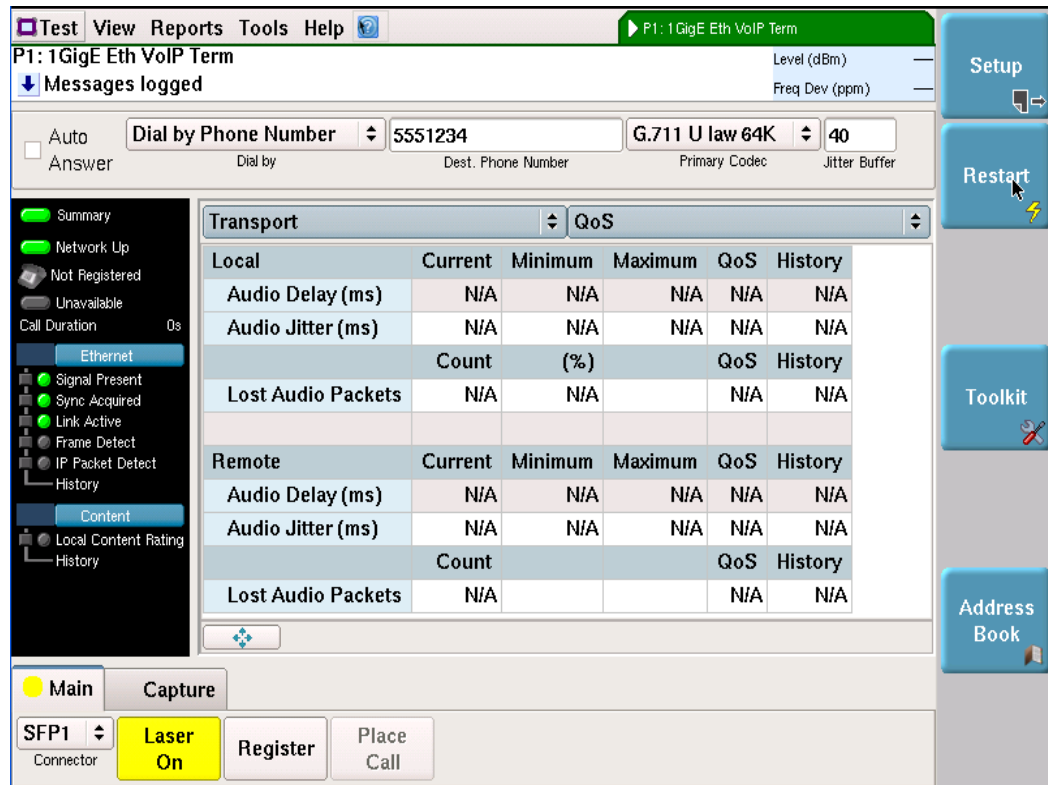 Test View Reports Tools Help
P1: 1GigE Eth VoIP Term
P1: 1GigE Eth VoIP Term
Messages logged
Level (dBm) —
Freq Dev (ppm) —
Setup
Restart
Toolkit
Address
Book
Auto
Answer
Dial by Phone Number 5551234 G.711 U law 64K 40
Dial by Dest. Phone Number Primary Codec Jitter Buffer
Summary
Network Up
Not Registered
Unavailable
Call Duration 0s
Ethernet
Signal Present
Sync Acquired
Link Active
Frame Detect
IP Packet Detect
History
Content
Local Content Rating
History
Transport QoS
Local Current Minimum Maximum QoS History
Audio Delay (ms) N/A N/A N/A N/A N/A
Audio Jitter (ms) N/A N/A N/A N/A N/A
Count (%) QoS History
Lost Audio Packets N/A N/A N/A N/A
Remote Current Minimum Maximum QoS History
Audio Delay (ms) N/A N/A N/A N/A N/A
Audio Jitter (ms) N/A N/A N/A N/A N/A
Count QoS History
Lost Audio Packets N/A N/A N/A
Main Capture
SFP1
Connector
Laser
On
Register
Place
Call